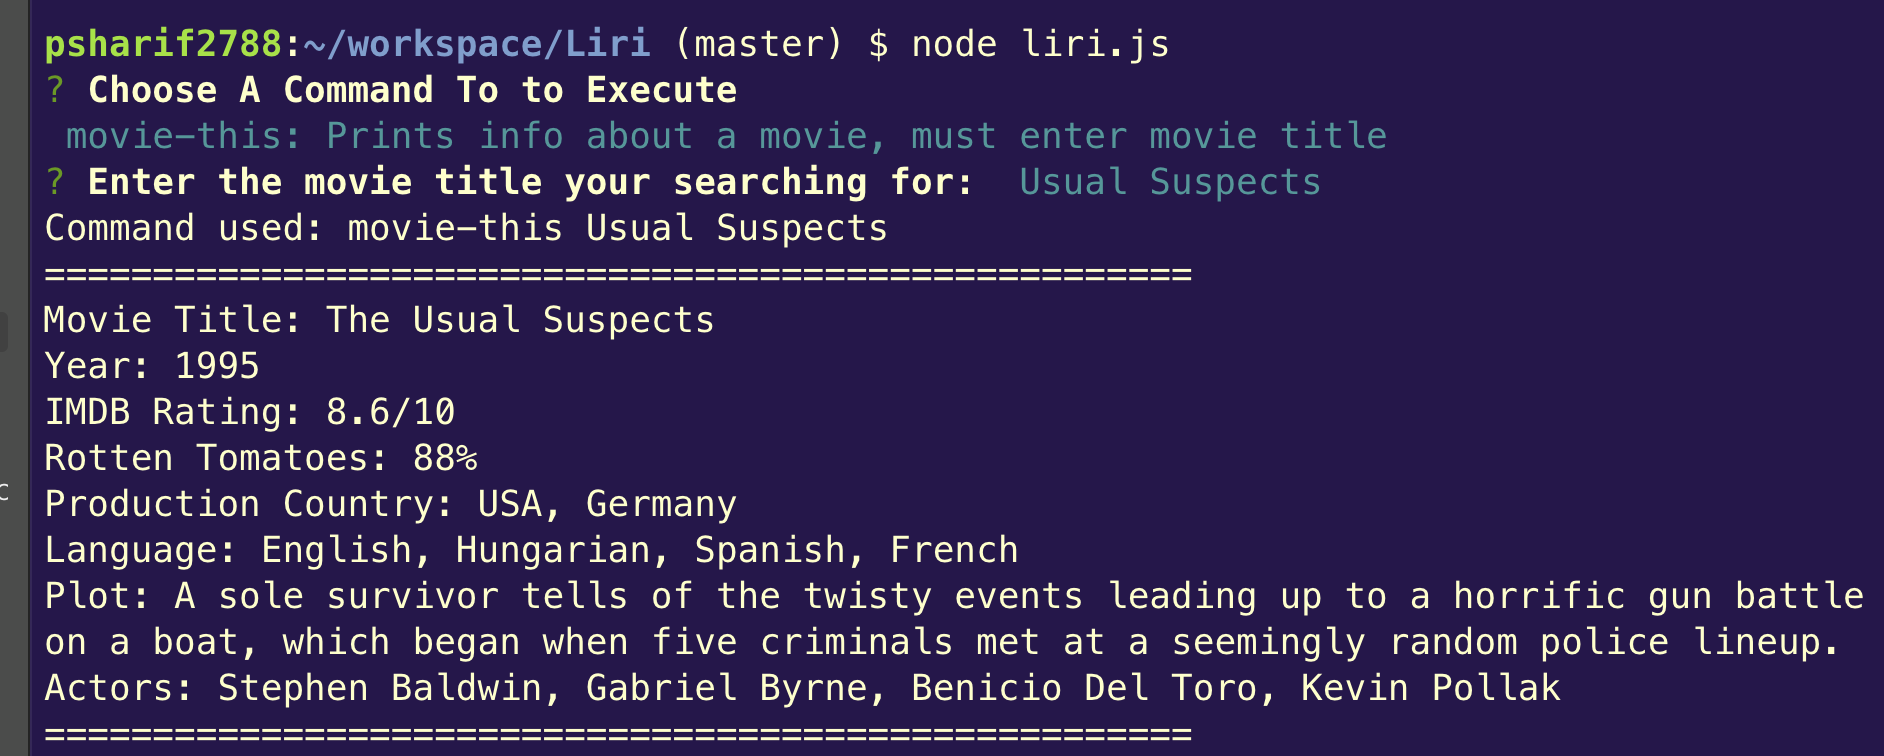 psharif2788:~/workspace/Liri (master) $ node liri.js
? Choose A Command To to Execute
movie-this: Prints info about a movie, must enter movie title
? Enter the movie title your searching for:  Usual Suspects
Command used: movie-this Usual Suspects
=====================================================
Movie Title: The Usual Suspects
Year: 1995
IMDB Rating: 8.6/10
Rotten Tomatoes: 88%
Production Country: USA, Germany
Language: English, Hungarian, Spanish, French
Plot: A sole survivor tells of the twisty events leading up to a horrific gun battle
on a boat, which began when five criminals met at a seemingly random police lineup.
Actors: Stephen Baldwin, Gabriel Byrne, Benicio Del Toro, Kevin Pollak
=====================================================